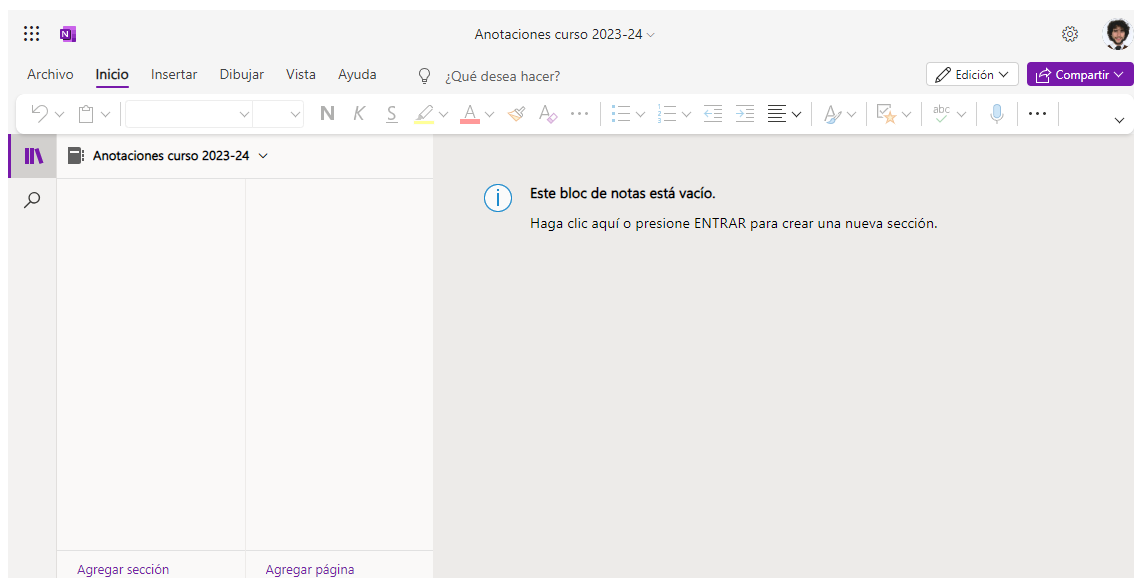 N
Anotaciones curso 2023-24
Archivo Inicio Insertar Dibujar Vista Ayuda ¿Qué desea hacer? Edición Compartir
N K S A A abc
Anotaciones curso 2023-24
Este bloc de notas está vacío.
Haga clic aquí o presione ENTRAR para crear una nueva sección.
Agregar sección Agregar página